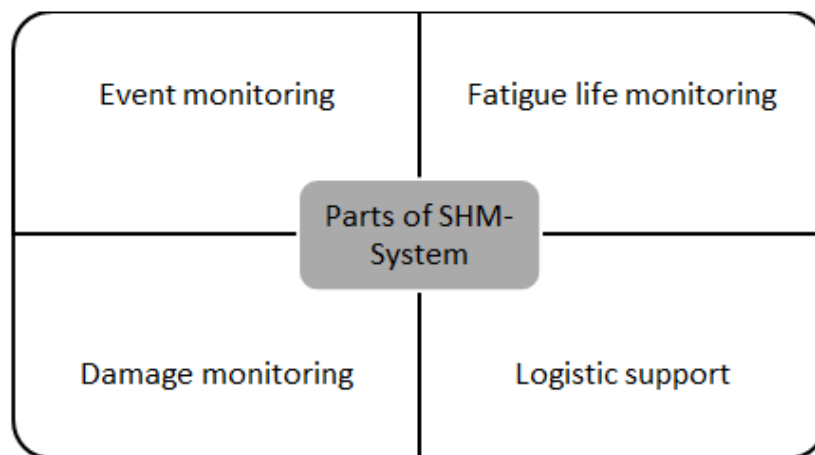 Event monitoring
Fatigue life monitoring
Parts of SHM-
System
Damage monitoring
Logistic support